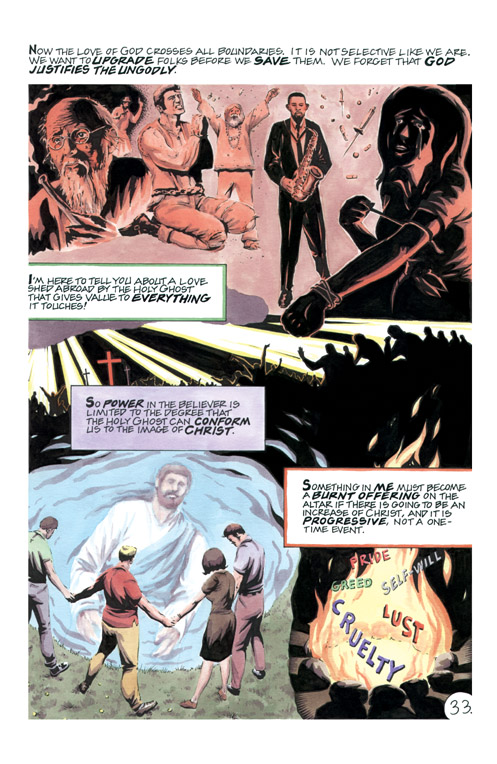 NOW THE LOVE OF GOD CROSSES ALL BOUNDARIES. IT IS NOT SELECTIVE LIKE WE ARE.
WE WANT TO UPGRADE FOLKS BEFORE WE SAVE THEM. WE FORGET THAT GOD
JUSTIFIES THE UNGODLY.
I'M HERE TO TELL YOU ABOUT A LOVE
SHED ABROAD BY THE HOLY GHOST
THAT GIVES VALUE TO EVERYTHING
IT TOUCHES!
SO POWER IN THE BELIEVER IS
LIMITED TO THE DEGREE THAT
THE HOLY GHOST CAN CONFORM
US TO THE IMAGE OF CHRIST.
SOMETHING IN ME MUST BECOME
A BURNT OFFERING ON THE
ALTAR IF THERE IS GOING TO BE AN
INCREASE OF CHRIST, AND IT IS
PROGRESSIVE, NOT A ONE-
TIME EVENT.
PRIDE
GREED
SELF-WILL
LUST
CRUELTY
33.